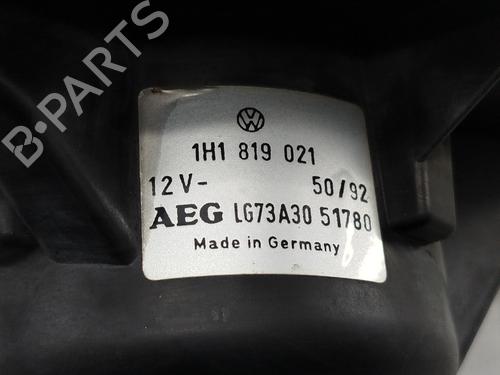 B-PARTS
1H1 819 021
12V- 50/92
AEG LG73A30 51780
Made in Germany